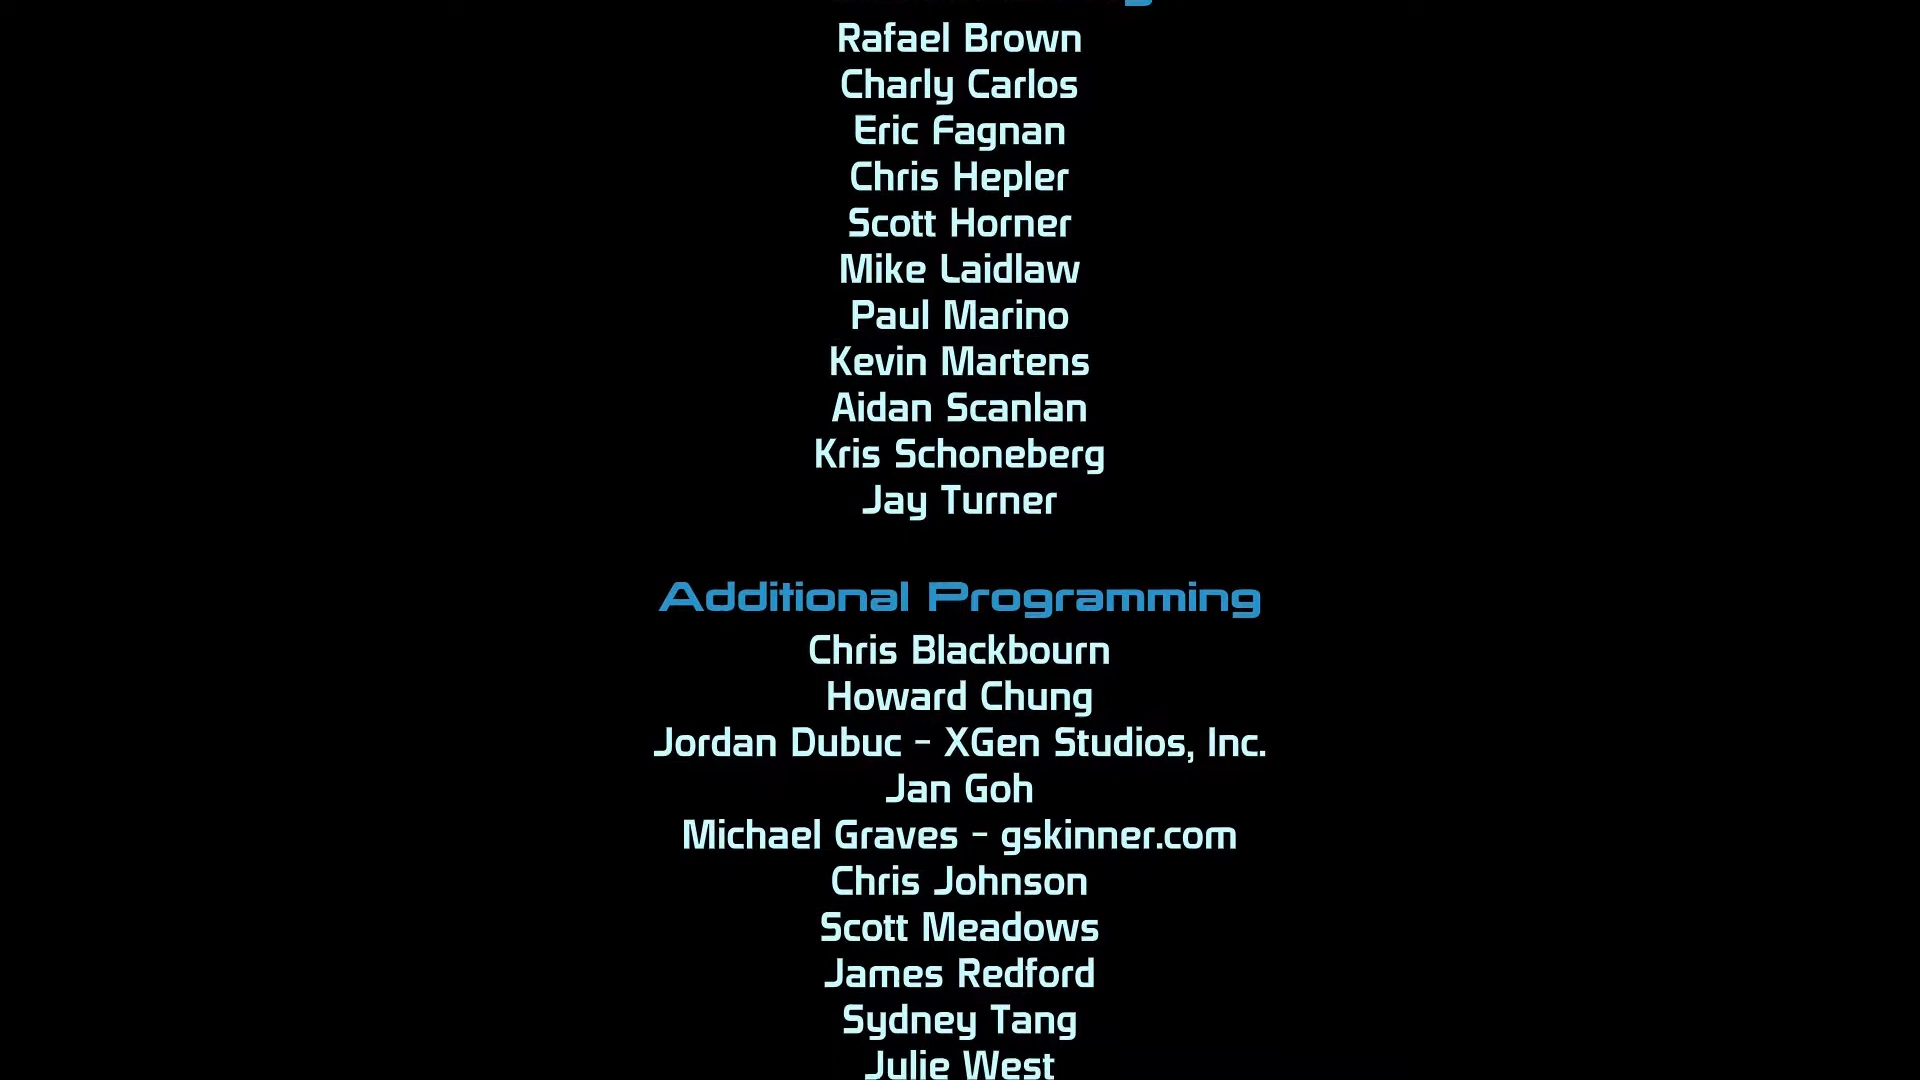 Rafael Brown
Charly Carlos
Eric Fagnan
Chris Hepler
Scott Horner
Mike Laidlaw
Paul Marino
Kevin Martens
Aidan Scanlan
Kris Schoneberg
Jay Turner
Additional Programming
Chris Blackbourn
Howard Chung
Jordan Dubuc - XGen Studios, Inc.
Jan Goh
Michael Graves - gskinner.com
Chris Johnson
Scott Meadows
James Redford
Sydney Tang
Julie West